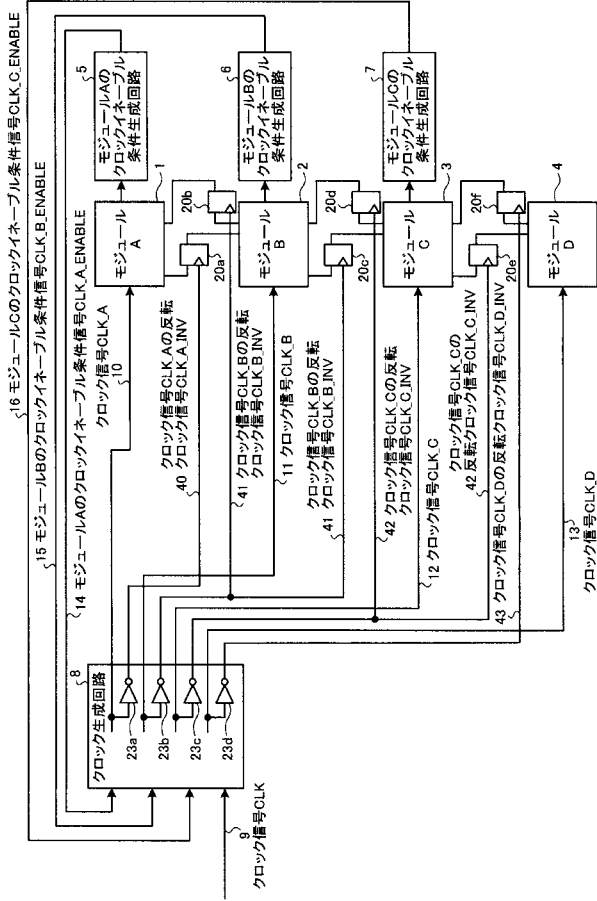 16 モジュールCのクロックイネーブル条件信号CLK_C_ENABLE
15 モジュールBのクロックイネーブル条件信号CLK_B_ENABLE
14 モジュールAのクロックイネーブル条件信号CLK_A_ENABLE
8
クロック生成回路
23a
23b
23c
23d
9
クロック信号CLK
クロック信号CLK_A
10
クロック信号CLK_Aの反転
40 クロック信号CLK_A_INV
41 クロック信号CLK_Bの反転
クロック信号CLK_B_INV
11 クロック信号CLK_B
クロック信号CLK_Bの反転
41 クロック信号CLK_B_INV
42 クロック信号CLK_Cの反転
クロック信号CLK_C_INV
12 クロック信号CLK_C
クロック信号CLK_Cの
42 反転クロック信号CLK_C_INV
43 クロック信号CLK_Dの反転クロック信号CLK_D_INV
13
クロック信号CLK_D
モジュール
A
1
20a
20b
モジュール
B
2
20c
20d
モジュール
C
3
20e
20f
モジュール
D
4
5
モジュールAの
クロックイネーブル
条件生成回路
6
モジュールBの
クロックイネーブル
条件生成回路
7
モジュールCの
クロックイネーブル
条件生成回路